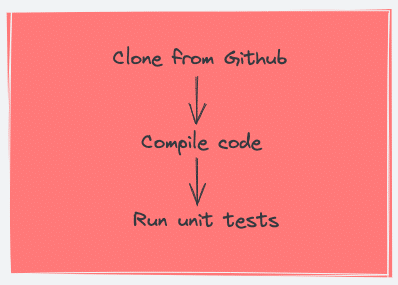 Clone from Github
Compile code
Run unit tests